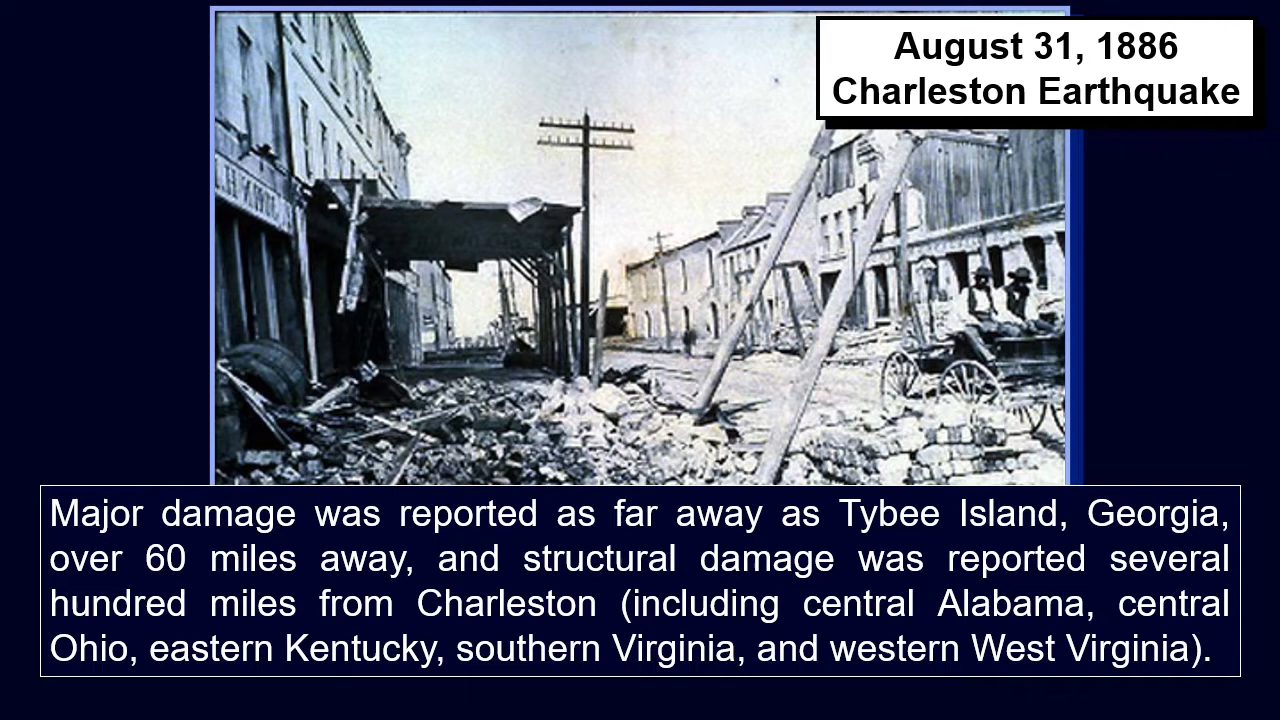 August 31, 1886
Charleston Earthquake
Major damage was reported as far away as Tybee Island, Georgia,
over 60 miles away, and structural damage was reported several
hundred miles from Charleston (including central Alabama, central
Ohio, eastern Kentucky, southern Virginia, and western West Virginia).